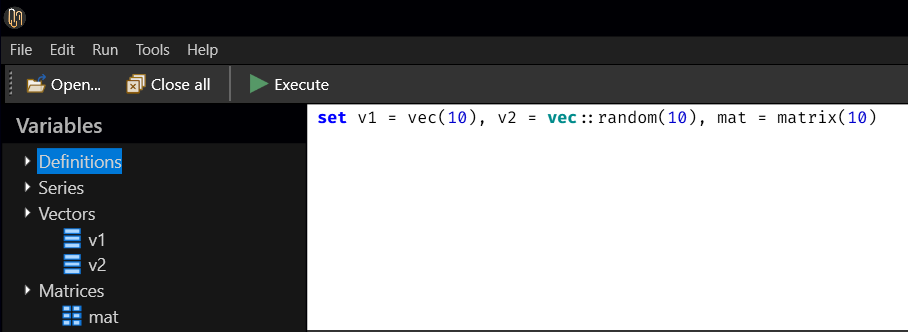 File Edit Run Tools Help
Open... Close all Execute
Variables
Definitions
Series
Vectors
v1
v2
Matrices
mat
set v1 = vec(10), v2 = vec::random(10), mat = matrix(10)